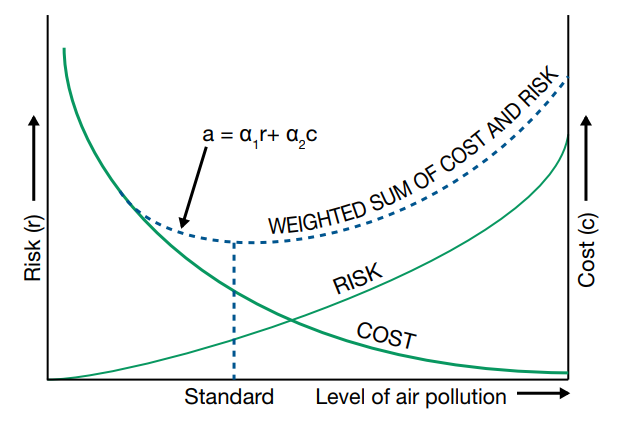 a = α₁r+ α₂c
WEIGHTED SUM OF COST AND RISK
RISK
COST
Risk (r)
Cost (c)
Standard
Level of air pollution